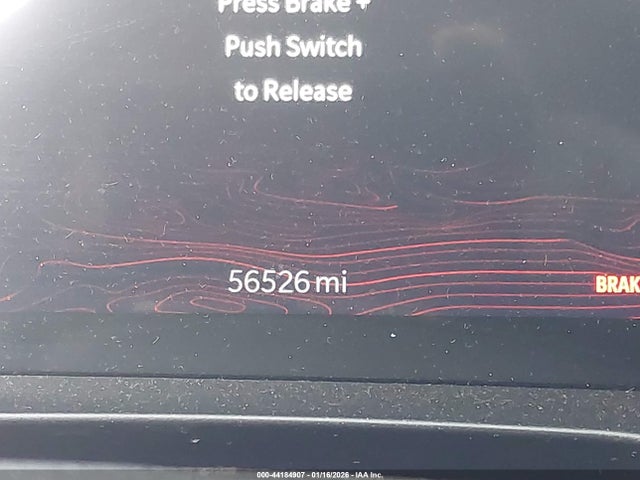 Press Brake +
Push Switch
to Release
56526 mi
BRAK
000-44184907 - 01/16/2026 - IAA Inc.